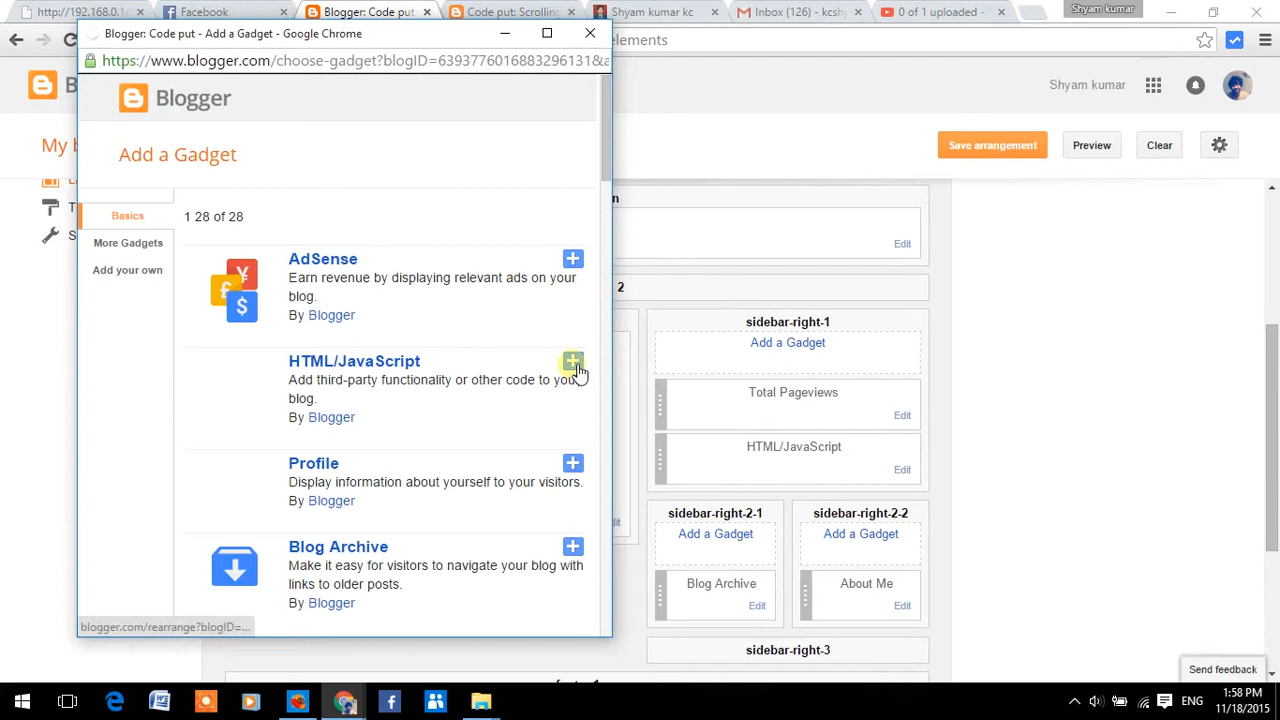 http://192.168.0.1/
Facebook
Blogger: Code put
Code put: Scrolling
Shyam kumar kc
Inbox (126) - kcshy
0 of 1 uploaded -
Shyam kumar
Blogger: Code put - Add a Gadget - Google Chrome
elements
https://www.blogger.com/choose-gadget?blogID=6393776016883296131&
Blogger
Shyam kumar
My b
Add a Gadget
Save arrangement
Preview
Clear
Basics
More Gadgets
Add your own
1 28 of 28
AdSense
Earn revenue by displaying relevant ads on your
blog.
By Blogger
HTML/JavaScript
Add third-party functionality or other code to your
blog.
By Blogger
Profile
Display information about yourself to your visitors.
By Blogger
Blog Archive
Make it easy for visitors to navigate your blog with
links to older posts.
By Blogger
blogger.com/rearrange?blogID=...
Edit
2
sidebar-right-1
Add a Gadget
Total Pageviews
Edit
HTML/JavaScript
Edit
sidebar-right-2-1
sidebar-right-2-2
Add a Gadget
Add a Gadget
Blog Archive
About Me
Edit
Edit
sidebar-right-3
Send feedback
ENG
1:58 PM
11/18/2015